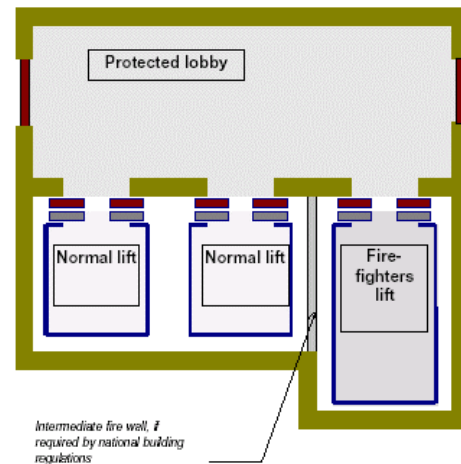 Protected lobby
Normal lift
Normal lift
Fire-
fighters
lift
Intermediate fire wall, if
required by national building
regulations